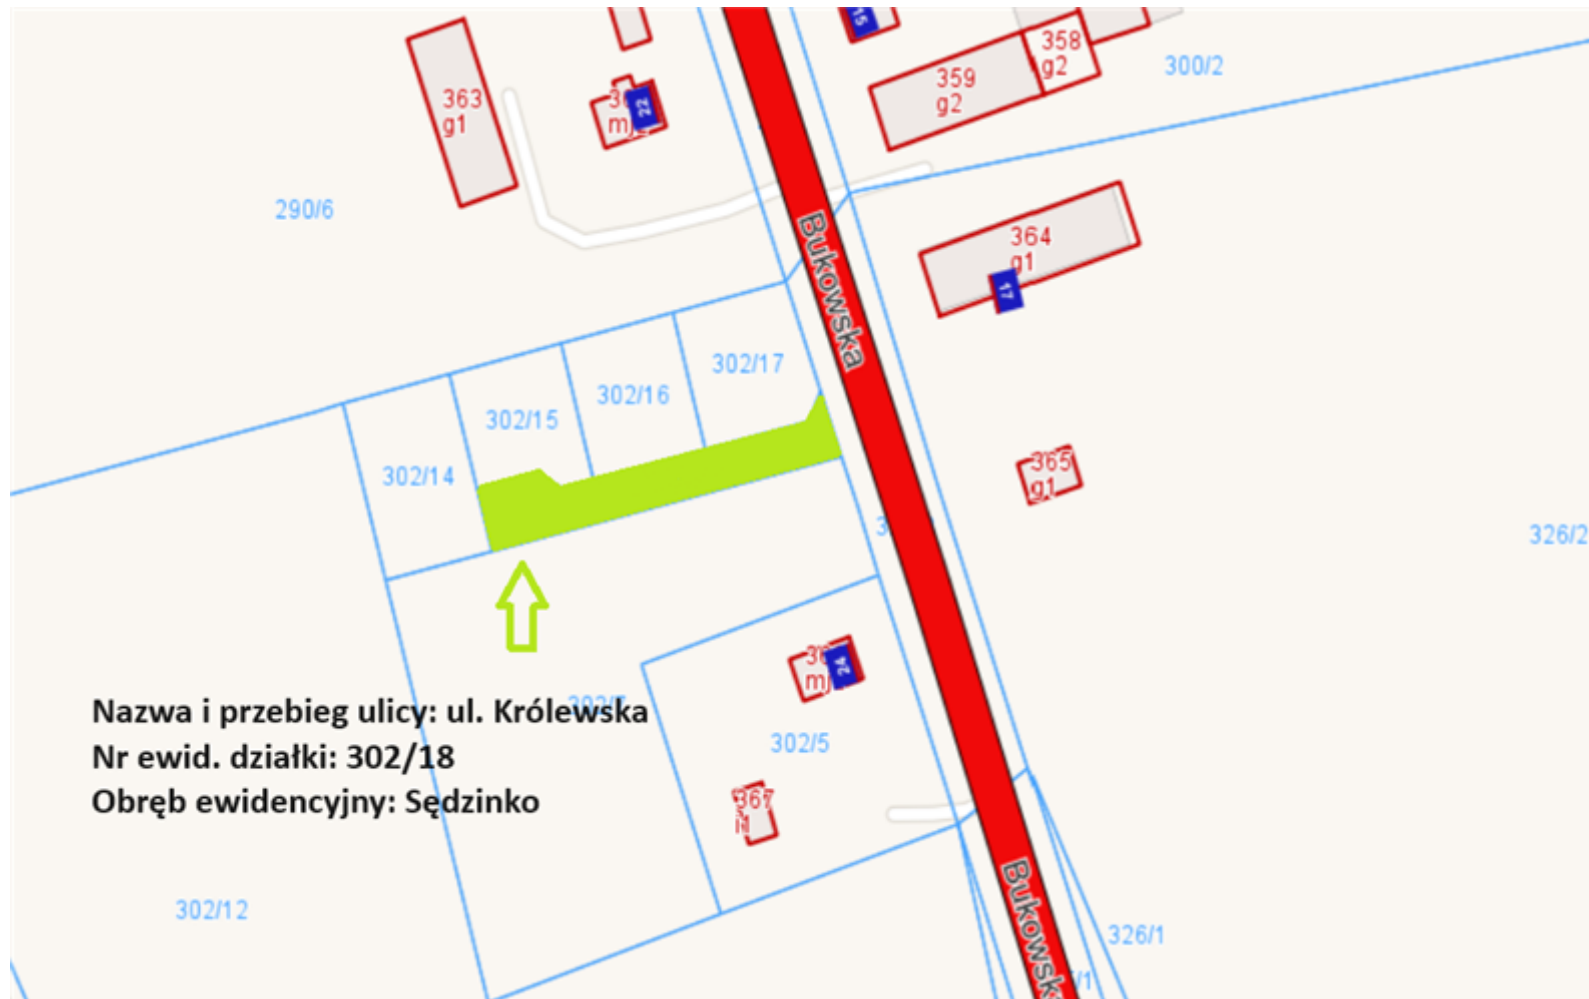 15
358
g2
300/2
359
g2
363
g1
22
290/6
Bukowska
364
g1
17
302/17
302/16
302/15
302/14
365
g1
326/2
24
Nazwa i przebieg ulicy: ul. Królewska
Nr ewid. działki: 302/18
Obręb ewidencyjny: Sędzinko
302/5
367
302/12
Bukowska
326/1